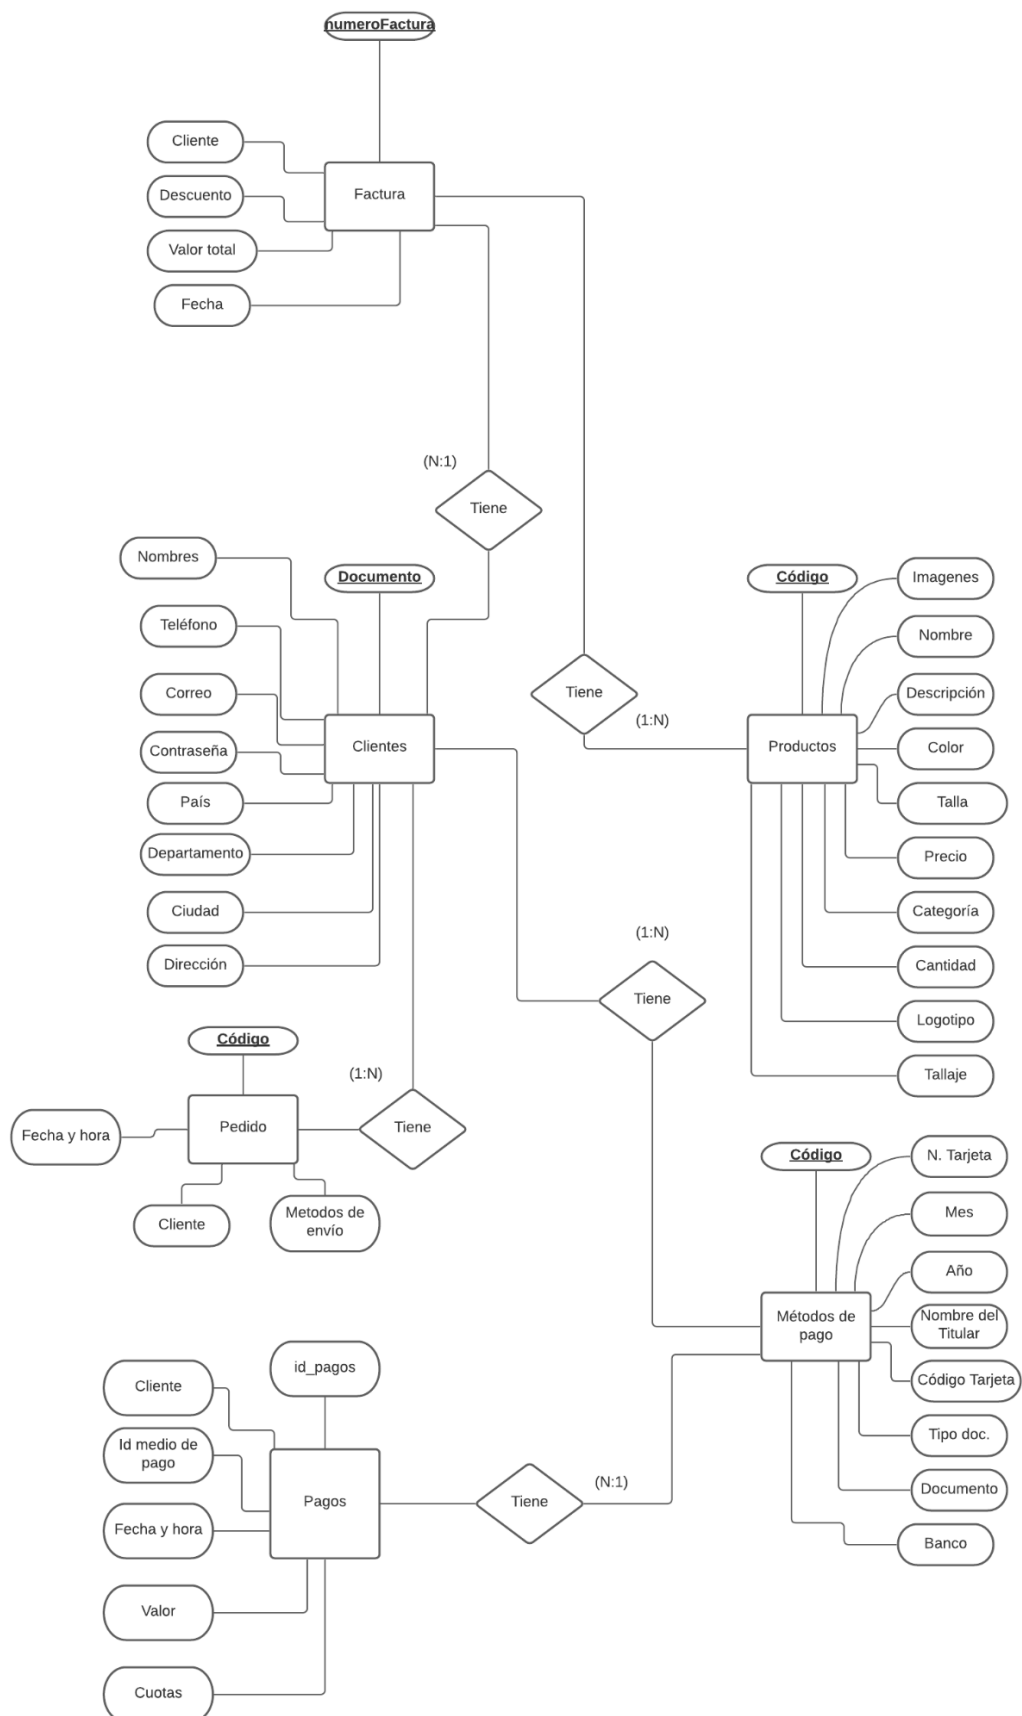 numeroFactura
Cliente
Factura
Descuento
Valor total
Fecha
(N:1)
Tiene
Nombres
Documento
Código
Imagenes
Teléfono
Nombre
Correo
Tiene
Descripción
(1:N)
Contraseña
Clientes
Productos
Color
País
Talla
Departamento
Precio
Ciudad
Categoría
(1:N)
Dirección
Cantidad
Tiene
Logotipo
Código
(1:N)
Tallaje
Fecha y hora
Pedido
Tiene
Código
N. Tarjeta
Cliente
Metodos de
envío
Mes
Año
Métodos de
pago
Nombre del
Titular
id_pagos
Cliente
Código Tarjeta
Id medio de
pago
Tipo doc.
Pagos
Tiene
(N:1)
Documento
Fecha y hora
Banco
Valor
Cuotas